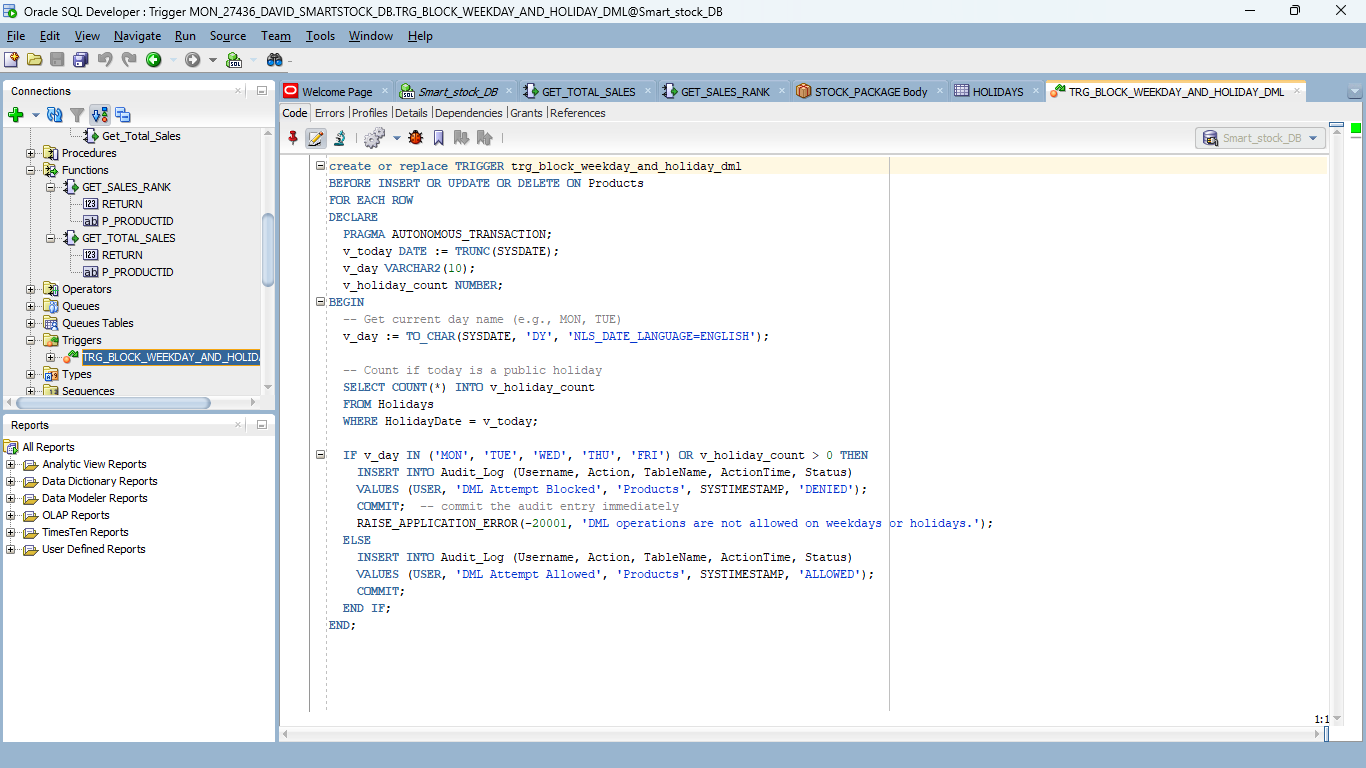 Oracle SQL Developer : Trigger MON_27436_DAVID_SMARTSTOCK_DB.TRG_BLOCK_WEEKDAY_AND_HOLIDAY_DML@Smart_stock_DB
File Edit View Navigate Run Source Team Tools Window Help
Connections
Get_Total_Sales
Procedures
Functions
GET_SALES_RANK
RETURN
P_PRODUCTID
GET_TOTAL_SALES
RETURN
P_PRODUCTID
Operators
Queues
Queues Tables
Triggers
TRG_BLOCK_WEEKDAY_AND_HOLID
Types
Sequences
Reports
All Reports
Analytic View Reports
Data Dictionary Reports
Data Modeler Reports
OLAP Reports
TimesTen Reports
User Defined Reports
Welcome Page Smart_stock_DB GET_TOTAL_SALES GET_SALES_RANK STOCK_PACKAGE Body HOLIDAYS TRG_BLOCK_WEEKDAY_AND_HOLIDAY_DML
Code Errors Profiles Details Dependencies Grants References
Smart_stock_DB
create or replace TRIGGER trg_block_weekday_and_holiday_dml
BEFORE INSERT OR UPDATE OR DELETE ON Products
FOR EACH ROW
DECLARE
PRAGMA AUTONOMOUS_TRANSACTION;
v_today DATE := TRUNC(SYSDATE);
v_day VARCHAR2(10);
v_holiday_count NUMBER;
BEGIN
-- Get current day name (e.g., MON, TUE)
v_day := TO_CHAR(SYSDATE, 'DY', 'NLS_DATE_LANGUAGE=ENGLISH');
-- Count if today is a public holiday
SELECT COUNT(*) INTO v_holiday_count
FROM Holidays
WHERE HolidayDate = v_today;
IF v_day IN ('MON', 'TUE', 'WED', 'THU', 'FRI') OR v_holiday_count > 0 THEN
INSERT INTO Audit_Log (Username, Action, TableName, ActionTime, Status)
VALUES (USER, 'DML Attempt Blocked', 'Products', SYSTIMESTAMP, 'DENIED');
COMMIT; -- commit the audit entry immediately
RAISE_APPLICATION_ERROR(-20001, 'DML operations are not allowed on weekdays or holidays.');
ELSE
INSERT INTO Audit_Log (Username, Action, TableName, ActionTime, Status)
VALUES (USER, 'DML Attempt Allowed', 'Products', SYSTIMESTAMP, 'ALLOWED');
COMMIT;
END IF;
END;
1:1